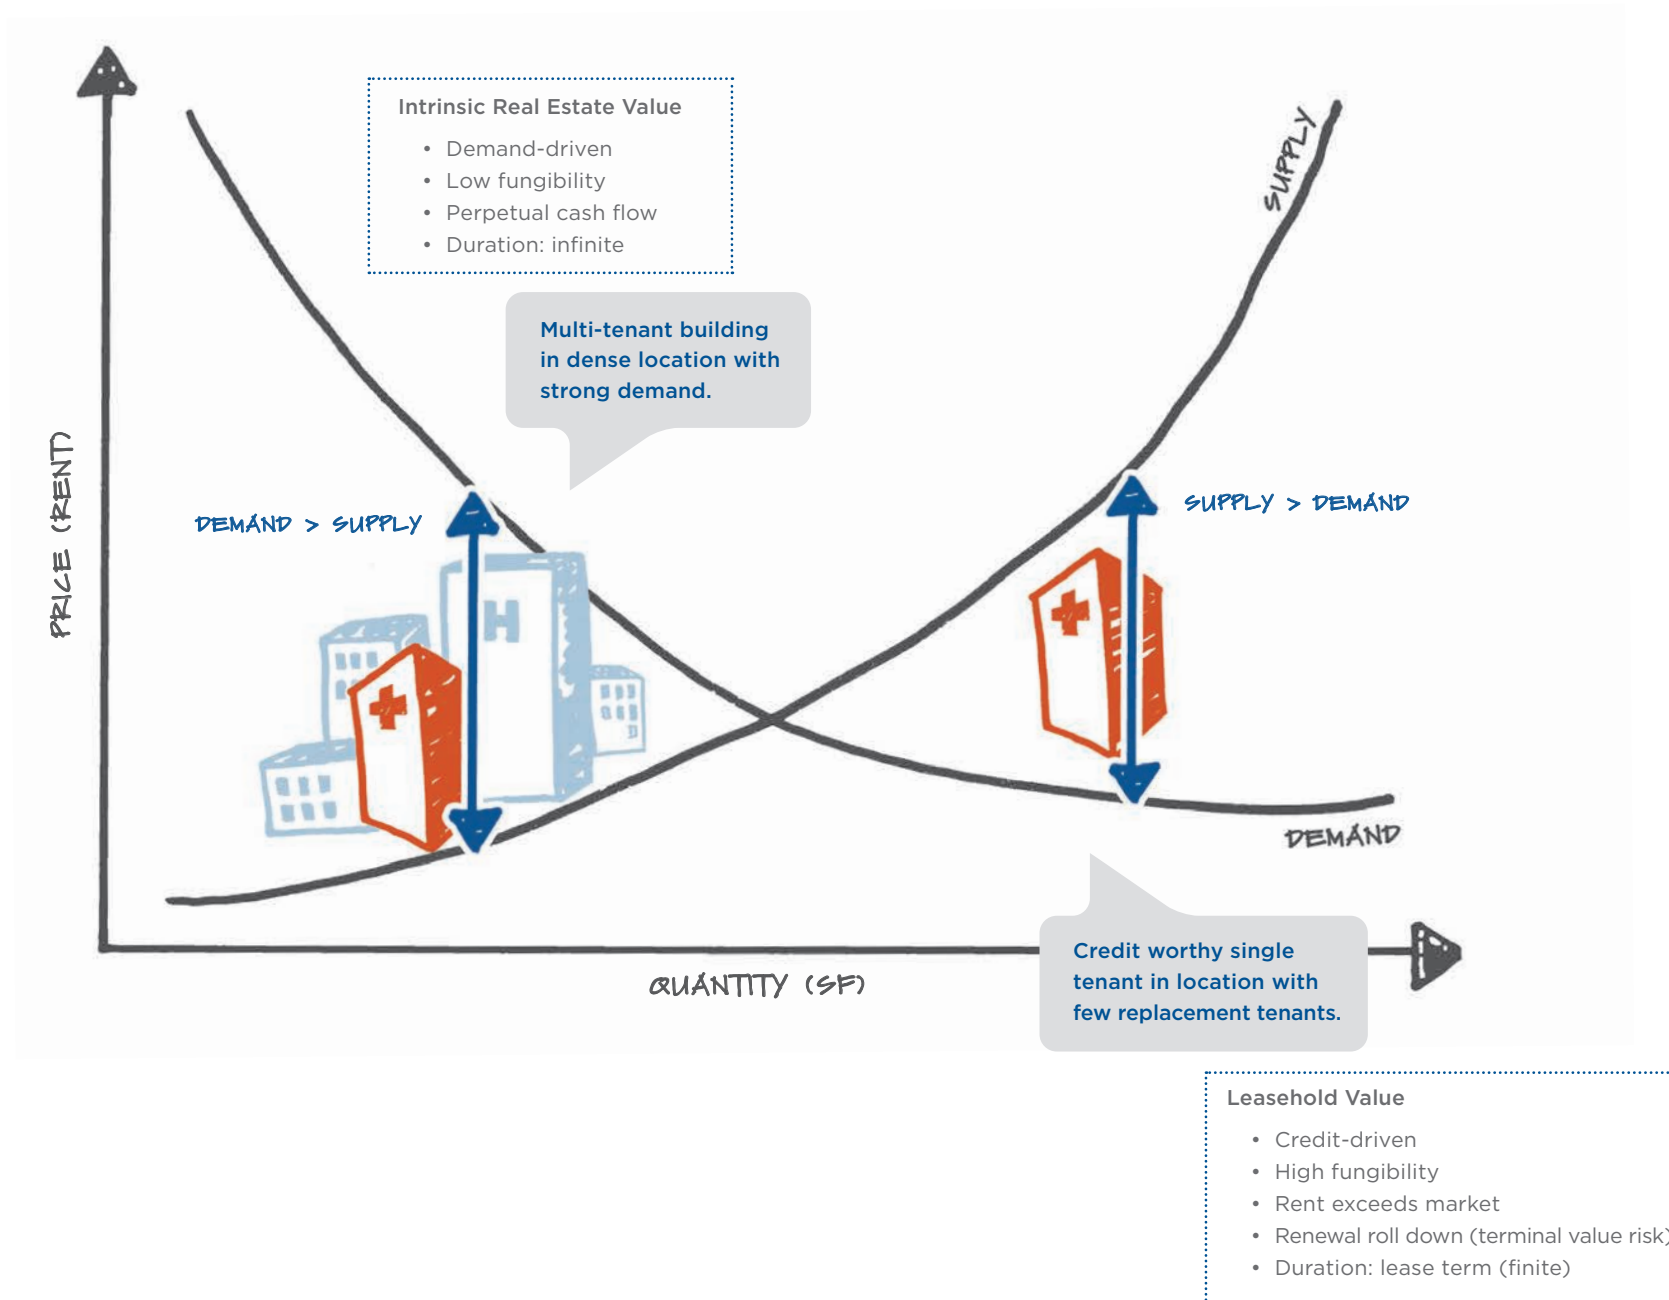 Intrinsic Real Estate Value
• Demand-driven
• Low fungibility
• Perpetual cash flow
• Duration: infinite
SUPPLY
Multi-tenant building
in dense location with
strong demand.
PRICE (RENT)
DEMAND > SUPPLY
SUPPLY > DEMAND
H
DEMAND
Credit worthy single
tenant in location with
few replacement tenants.
QUANTITY (SF)
Leasehold Value
• Credit-driven
• High fungibility
• Rent exceeds market
• Renewal roll down (terminal value risk)
• Duration: lease term (finite)